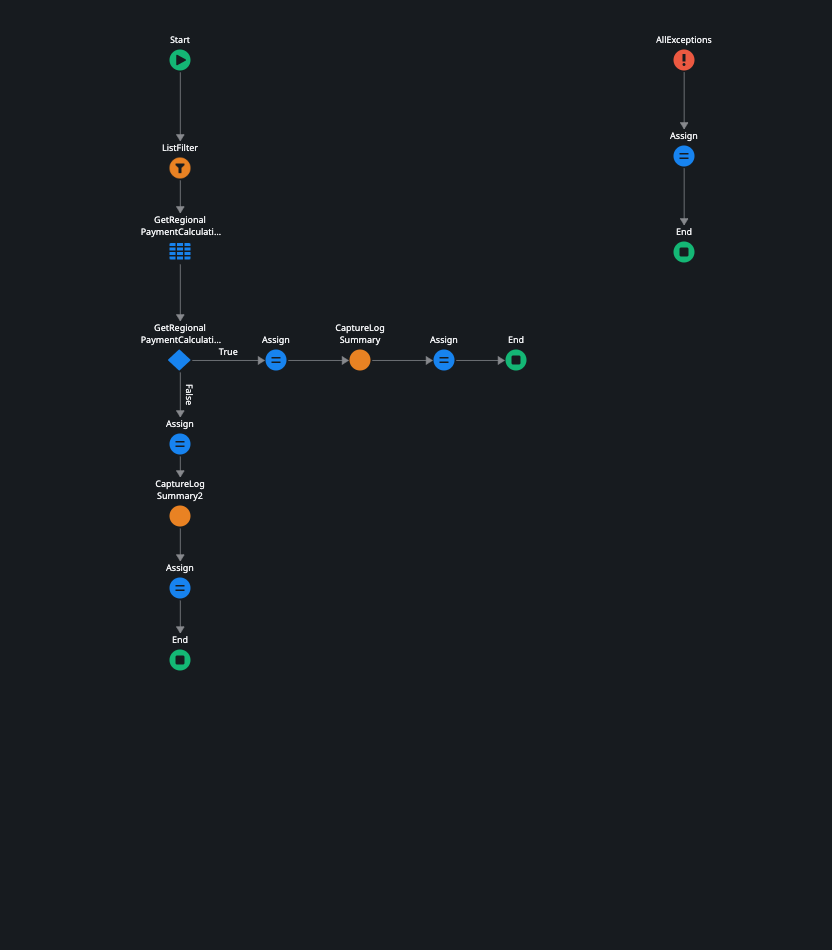 Start
AllExceptions
Assign
ListFilter
GetRegional
PaymentCalculati...
End
GetRegional
PaymentCalculati...
True
Assign
CaptureLog
Summary
Assign
End
False
Assign
CaptureLog
Summary2
Assign
End